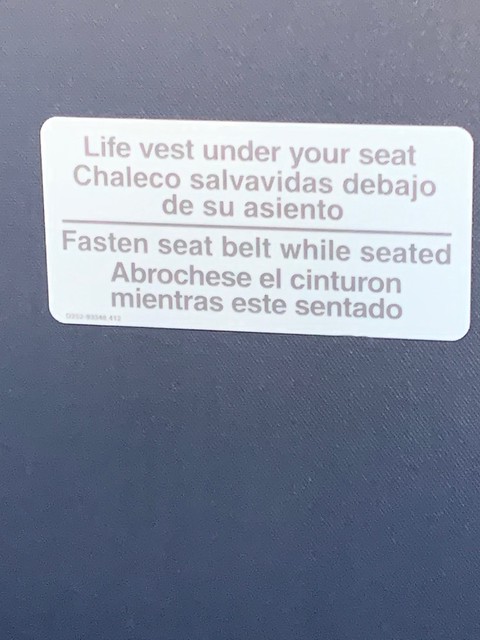 Life vest under your seat
Chaleco salvavidas debajo
de su asiento
Fasten seat belt while seated
Abrochese el cinturon
mientras este sentado